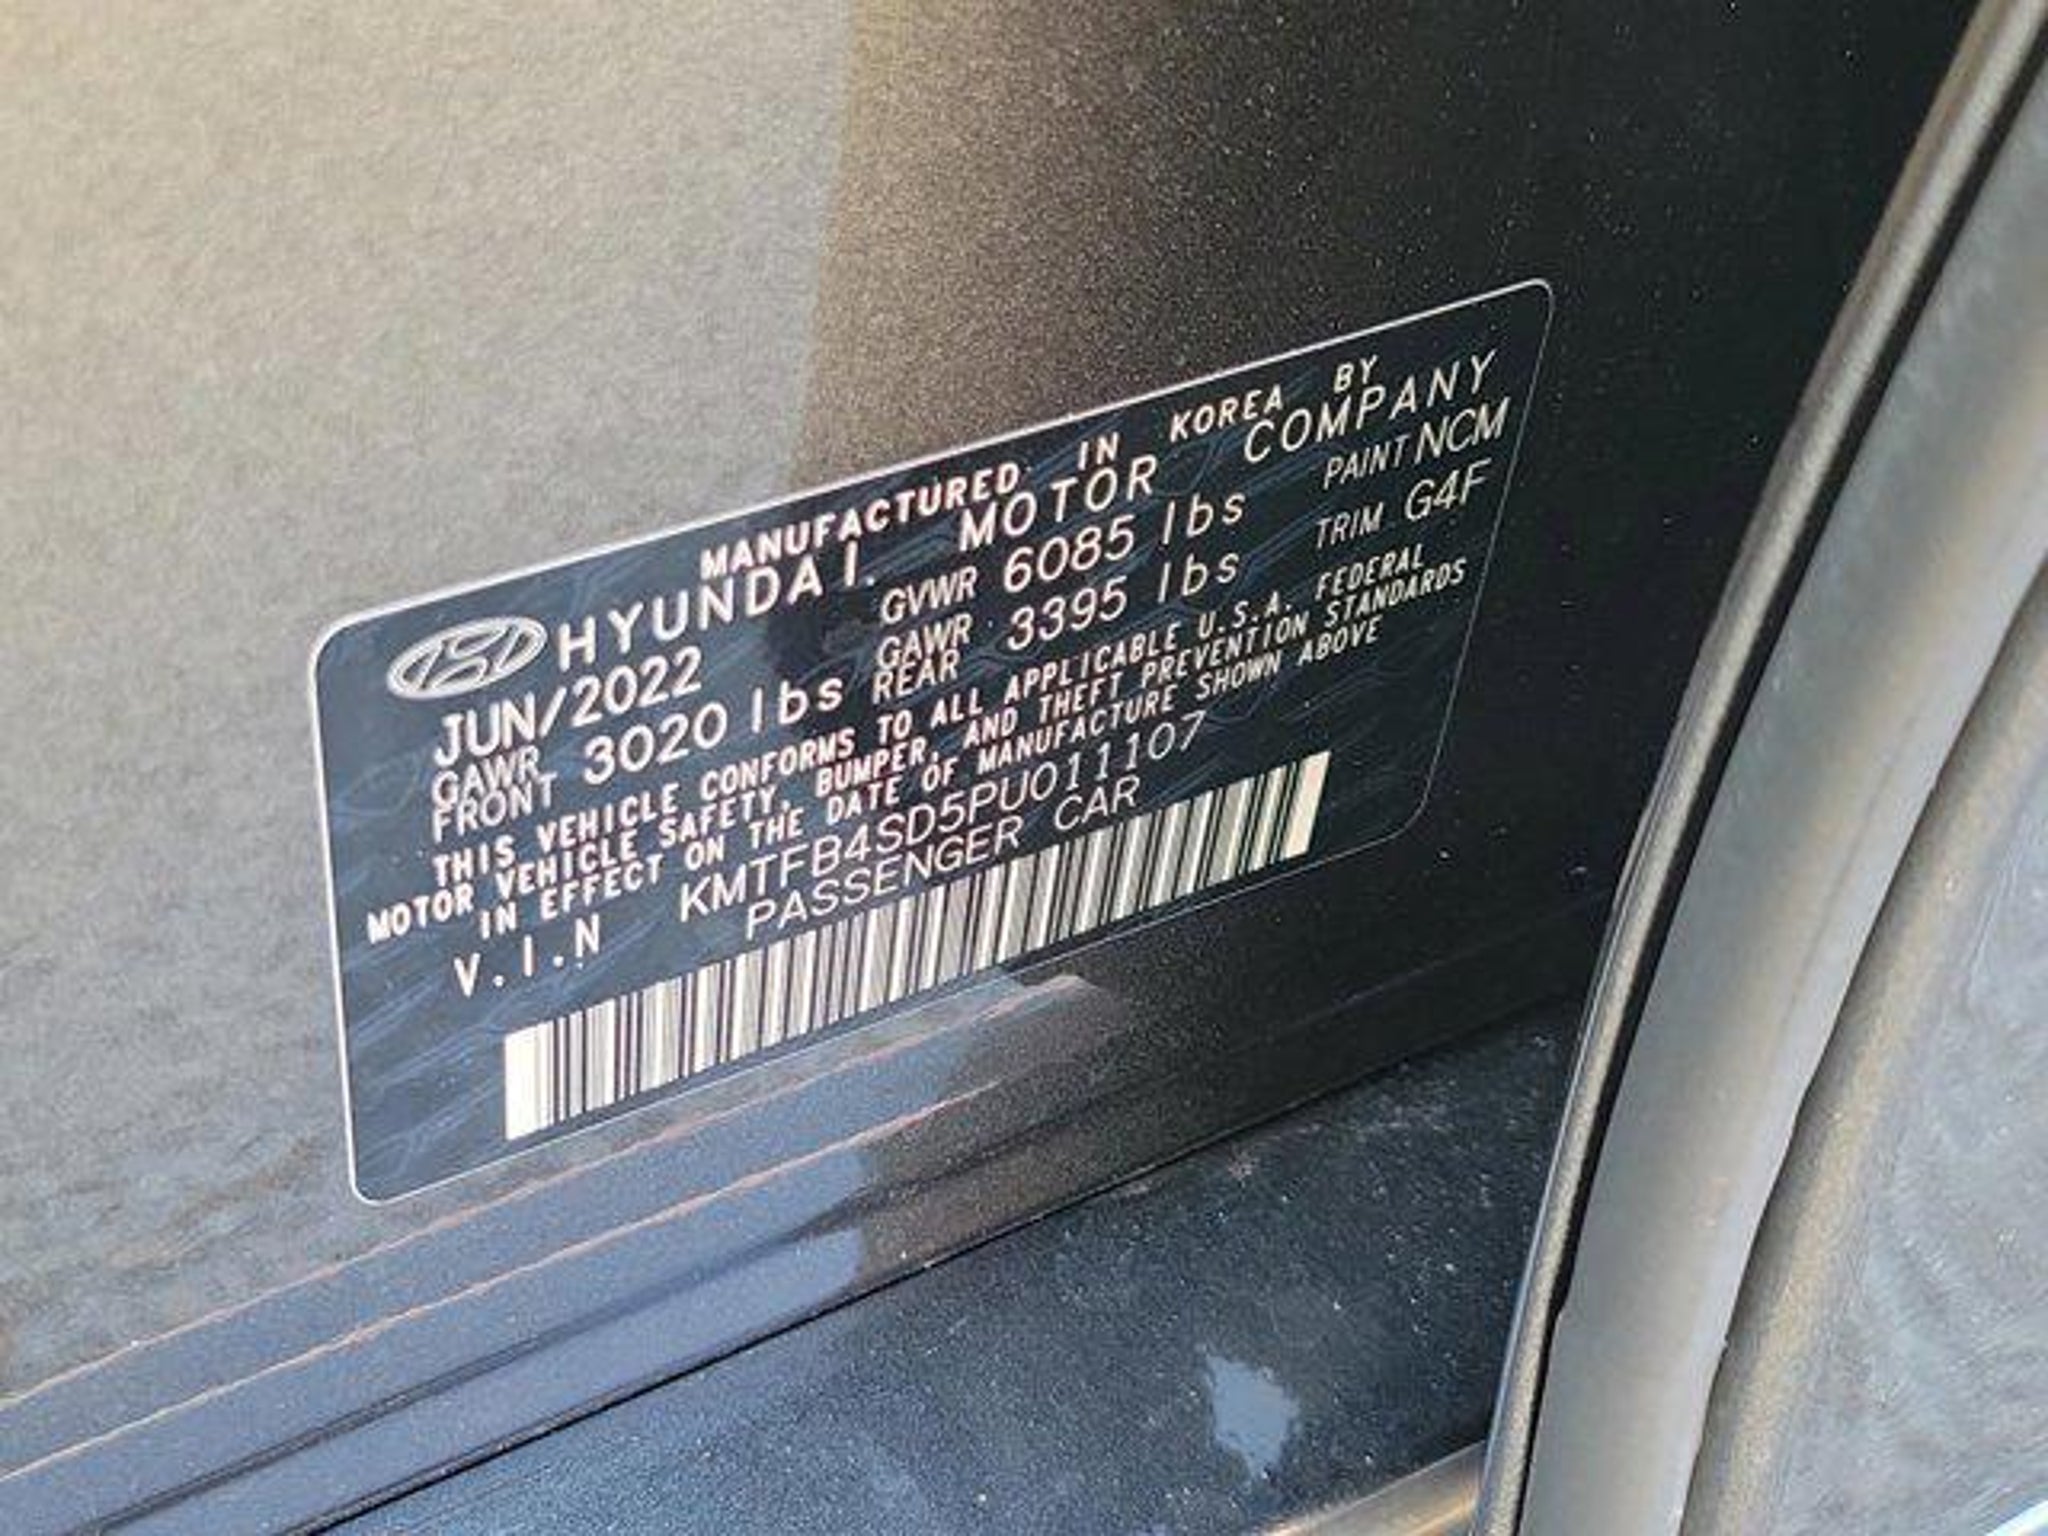 MANUFACTURED IN KOREA BY
HYUNDAI MOTOR COMPANY
JUN/2022 GVWR 6085 lbs PAINT NCM
GAWR FRONT 3020 lbs GAWR REAR 3395 lbs TRIM G4F
THIS VEHICLE CONFORMS TO ALL APPLICABLE U.S.A. FEDERAL
MOTOR VEHICLE SAFETY, BUMPER, AND THEFT PREVENTION STANDARDS
IN EFFECT ON THE DATE OF MANUFACTURE SHOWN ABOVE
V.I.N KMTFB4SD5PU011107
PASSENGER CAR